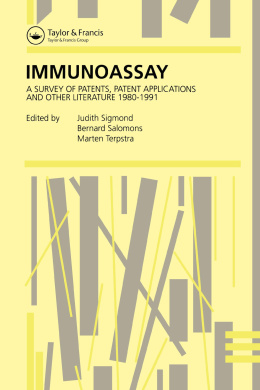 Taylor & Francis
Taylor & Francis Group
IMMUNOASSAY
A SURVEY OF PATENTS, PATENT APPLICATIONS
AND OTHER LITERATURE 1980-1991
Edited by Judith Sigmond
Bernard Salomons
Marten Terpstra